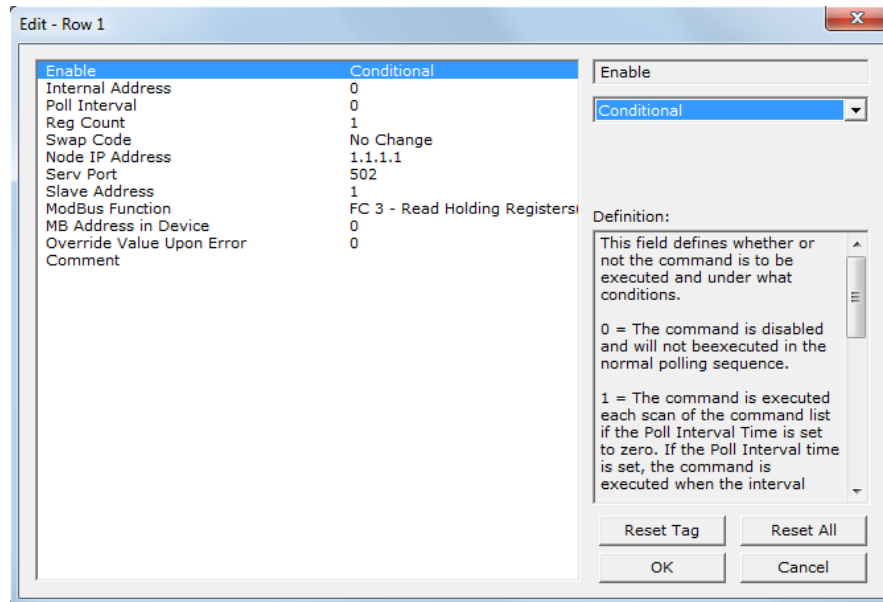 Edit - Row 1
Enable Conditional
Internal Address 0
Poll Interval 0
Reg Count 1
Swap Code No Change
Node IP Address 1.1.1.1
Serv Port 502
Slave Address 1
ModBus Function FC 3 - Read Holding Registers(
MB Address in Device 0
Override Value Upon Error 0
Comment
Enable
Conditional
Definition:
This field defines whether or
not the command is to be
executed and under what
conditions.
0 = The command is disabled
and will not beexecuted in the
normal polling sequence.
1 = The command is executed
each scan of the command list
if the Poll Interval Time is set
to zero. If the Poll Interval time
is set, the command is
executed when the interval
Reset Tag Reset All
OK Cancel